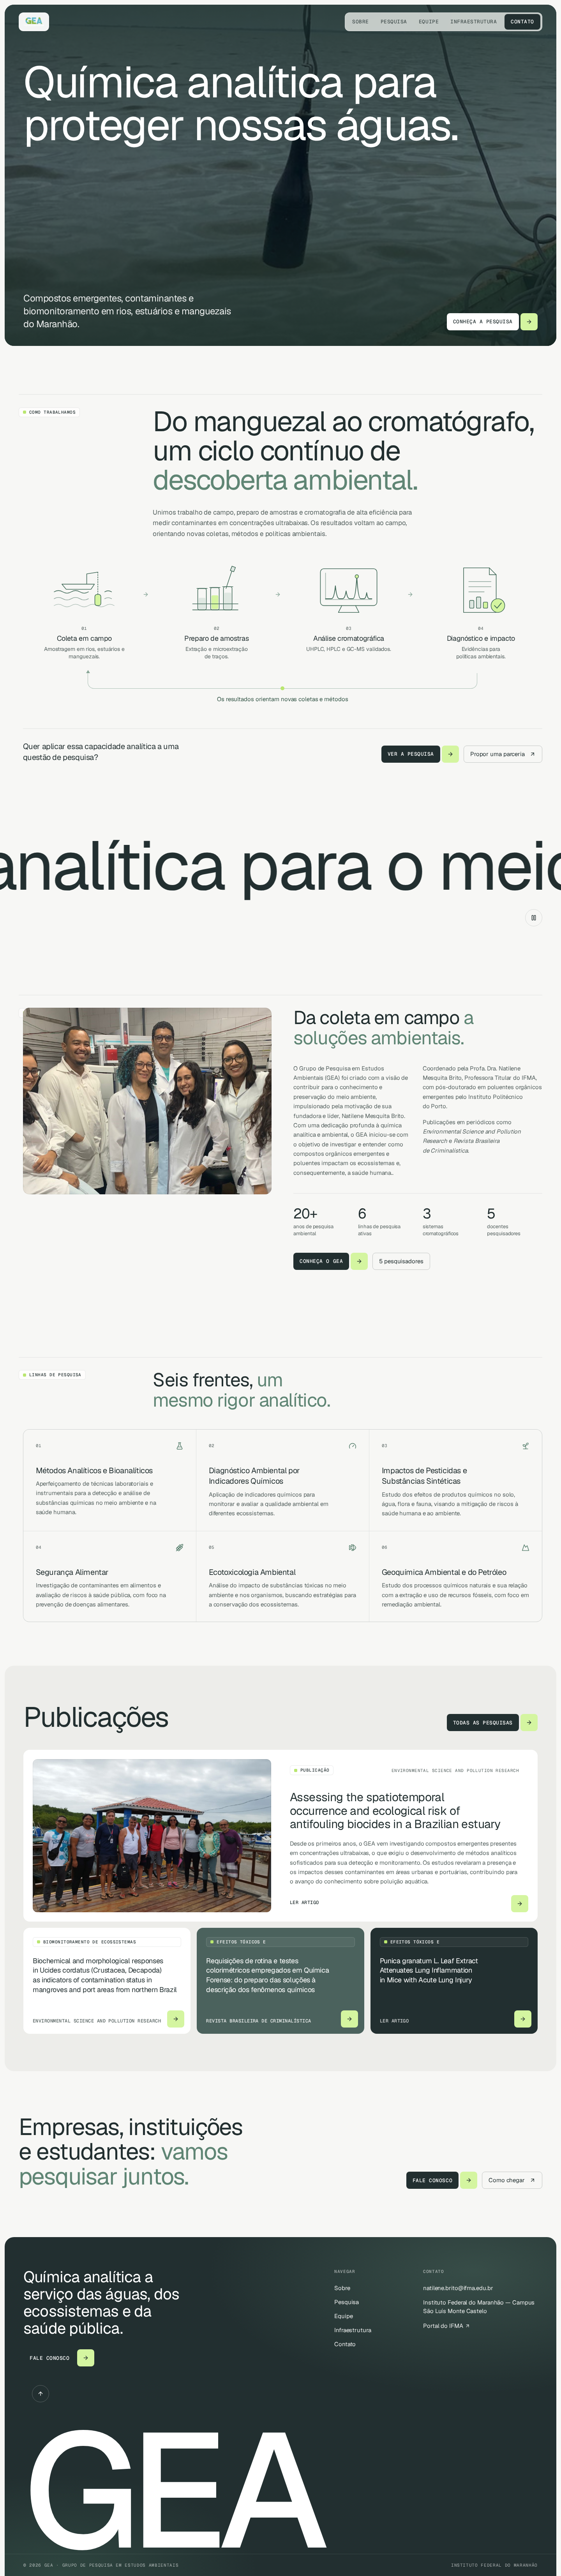 GEA
SOBRE PESQUISA EQUIPE INFRAESTRUTURA CONTATO
Química analítica para
proteger nossas águas.
Compostos emergentes, contaminantes e
biomonitoramento em rios, estuários e manguezais
do Maranhão.
CONHEÇA A PESQUISA →
COMO TRABALHAMOS
Do manguezal ao cromatógrafo,
um ciclo contínuo de
descoberta ambiental.
Unimos trabalho de campo, preparo de amostras e cromatografia de alta eficiência para
medir contaminantes em concentrações ultrabaixas. Os resultados voltam ao campo,
orientando novas coletas, métodos e políticas ambientais.
01
Coleta em campo
Amostragem em rios, estuários e
manguezais.
02
Preparo de amostras
Extração e microextração
de traços.
03
Análise cromatográfica
UHPLC, HPLC e GC-MS validados.
04
Diagnóstico e impacto
Evidências para
políticas ambientais.
Os resultados orientam novas coletas e métodos
Quer aplicar essa capacidade analítica a uma
questão de pesquisa?
VER A PESQUISA →
Propor uma parceria ↗
analítica para o meio
Da coleta em campo a
soluções ambientais.
O Grupo de Pesquisa em Estudos
Ambientais (GEA) foi criado com a visão de
contribuir para o conhecimento e
preservação do meio ambiente,
impulsionado pela motivação de sua
fundadora e líder, Natilene Mesquita Brito.
Com uma dedicação profunda à química
analítica e ambiental, o GEA iniciou-se com
o objetivo de investigar e entender como
compostos orgânicos emergentes e
poluentes impactam os ecossistemas e,
consequentemente, a saúde humana..
Coordenado pela Profa. Dra. Natilene
Mesquita Brito, Professora Titular do IFMA,
com pós-doutorado em poluentes orgânicos
emergentes pelo Instituto Politécnico
do Porto.
Publicações em periódicos como
Environmental Science and Pollution
Research e Revista Brasileira
de Criminalística.
20+
anos de pesquisa
ambiental
6
linhas de pesquisa
ativas
3
sistemas
cromatográficos
5
docentes
pesquisadores
CONHEÇA O GEA →
5 pesquisadores
LINHAS DE PESQUISA
Seis frentes, um
mesmo rigor analítico.
01
Métodos Analíticos e Bioanalíticos
Aperfeiçoamento de técnicas laboratoriais e
instrumentais para a detecção e análise de
substâncias químicas no meio ambiente e na
saúde humana.
02
Diagnóstico Ambiental por
Indicadores Químicos
Aplicação de indicadores químicos para
monitorar e avaliar a qualidade ambiental em
diferentes ecossistemas.
03
Impactos de Pesticidas e
Substâncias Sintéticas
Estudo dos efeitos de produtos químicos no solo,
água, flora e fauna, visando a mitigação de riscos à
saúde humana e ao ambiente.
04
Segurança Alimentar
Investigação de contaminantes em alimentos e
avaliação de riscos à saúde pública, com foco na
prevenção de doenças alimentares.
05
Ecotoxicologia Ambiental
Análise do impacto de substâncias tóxicas no meio
ambiente e nos organismos, buscando estratégias para
a conservação dos ecossistemas.
06
Geoquímica Ambiental e do Petróleo
Estudo dos processos químicos naturais e sua relação
com a extração e uso de recursos fósseis, com foco em
remediação ambiental.
Publicações
TODAS AS PESQUISAS →
PUBLICAÇÃO
ENVIRONMENTAL SCIENCE AND POLLUTION RESEARCH
Assessing the spatiotemporal
occurrence and ecological risk of
antifouling biocides in a Brazilian estuary
Desde os primeiros anos, o GEA vem investigando compostos emergentes presentes
em concentrações ultrabaixas, o que exigiu o desenvolvimento de métodos analíticos
sofisticados para sua detecção e monitoramento. Os estudos revelaram a presença e
os impactos desses contaminantes em áreas urbanas e portuárias, contribuindo para
o avanço do conhecimento sobre poluição aquática.
LER ARTIGO →
BIOMONITORAMENTO DE ECOSSISTEMAS
Biochemical and morphological responses
in Ucides cordatus (Crustacea, Decapoda)
as indicators of contamination status in
mangroves and port areas from northern Brazil
ENVIRONMENTAL SCIENCE AND POLLUTION RESEARCH →
EFEITOS TÓXICOS E
Requisições de rotina e testes
colorimétricos empregados em Química
Forense: do preparo das soluções à
descrição dos fenômenos químicos
REVISTA BRASILEIRA DE CRIMINALÍSTICA →
EFEITOS TÓXICOS E
Punica granatum L. Leaf Extract
Attenuates Lung Inflammation
in Mice with Acute Lung Injury
LER ARTIGO →
Empresas, instituições
e estudantes: vamos
pesquisar juntos.
FALE CONOSCO →
Como chegar ↗
Química analítica a
serviço das águas, dos
ecossistemas e da
saúde pública.
FALE CONOSCO →
NAVEGAR
Sobre
Pesquisa
Equipe
Infraestrutura
Contato
CONTATO
natilene.brito@ifma.edu.br
Instituto Federal do Maranhão — Campus
São Luís Monte Castelo
Portal do IFMA ↗
↑
GEA
© 2026 GEA · GRUPO DE PESQUISA EM ESTUDOS AMBIENTAIS
INSTITUTO FEDERAL DO MARANHÃO